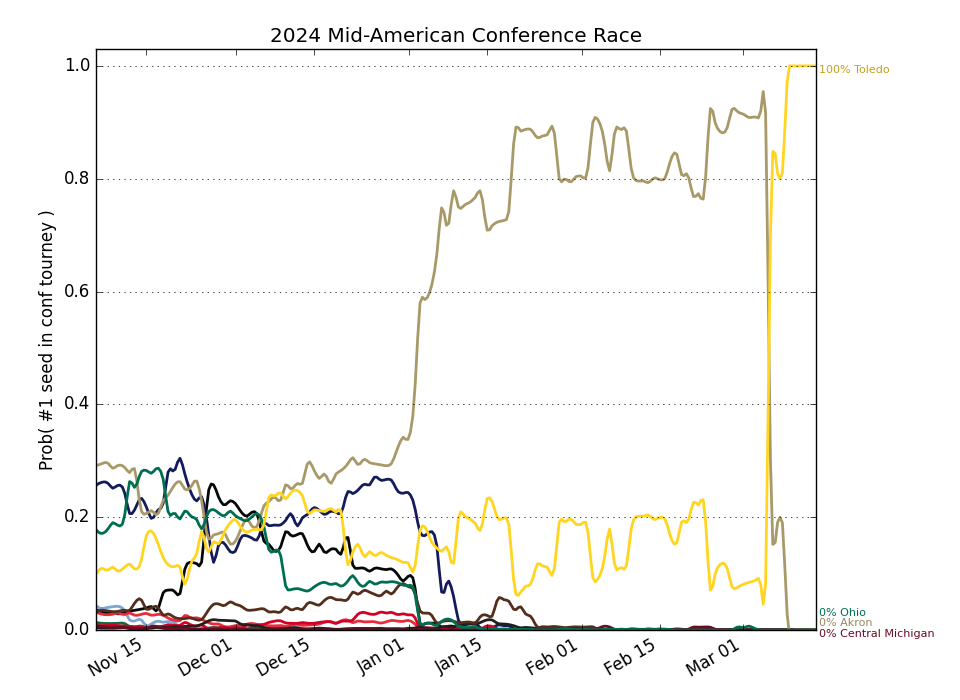 2024 Mid-American Conference Race
1.0
0.8
0.6
0.4
0.2
0.0
Prob( #1 seed in conf tourney )
100% Toledo
0% Ohio
0% Akron
0% Central Michigan
Nov 15
Dec 01
Dec 15
Jan 01
Jan 15
Feb 01
Feb 15
Mar 01